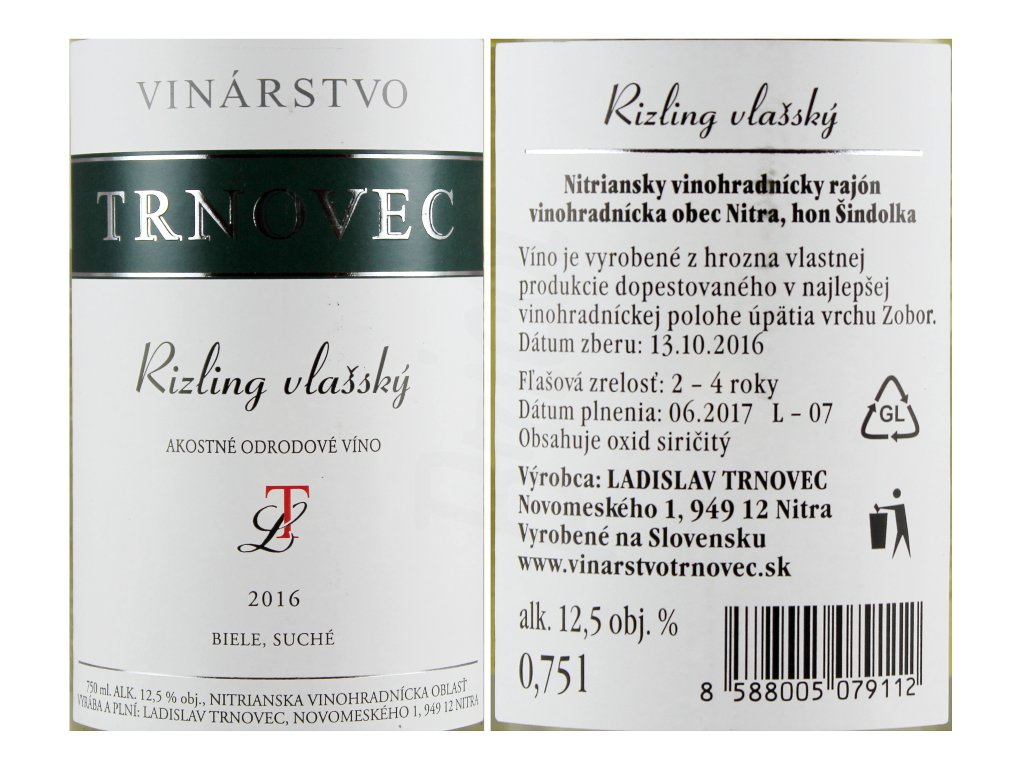 VINÁRSTVO
TRNOVEC
Rizling vlašský
AKOSTNÉ ODRODOVÉ VÍNO
LT
2016
BIELE, SUCHÉ
750 ml. ALK. 12,5 % obj., NITRIANSKA VINOHRADNÍCKA OBLASŤ
VYRÁBA A PLNÍ: LADISLAV TRNOVEC, NOVOMESKÉHO 1, 949 12 NITRA
Rizling vlašský
Nitriansky vinohradnícky rajón
vinohradnícka obec Nitra, hon Šindolka
Víno je vyrobené z hrozna vlastnej
produkcie dopestovaného v najlepšej
vinohradníckej polohe úpätia vrchu Zobor.
Dátum zberu: 13.10.2016
Fľašová zrelosť: 2 – 4 roky
Dátum plnenia: 06.2017 L – 07
Obsahuje oxid siričitý
GL
Výrobca: LADISLAV TRNOVEC
Novomeského 1, 949 12 Nitra
Vyrobené na Slovensku
www.vinarstvotrnovec.sk
alk. 12,5 obj. %
0,75l
8 588005 079112